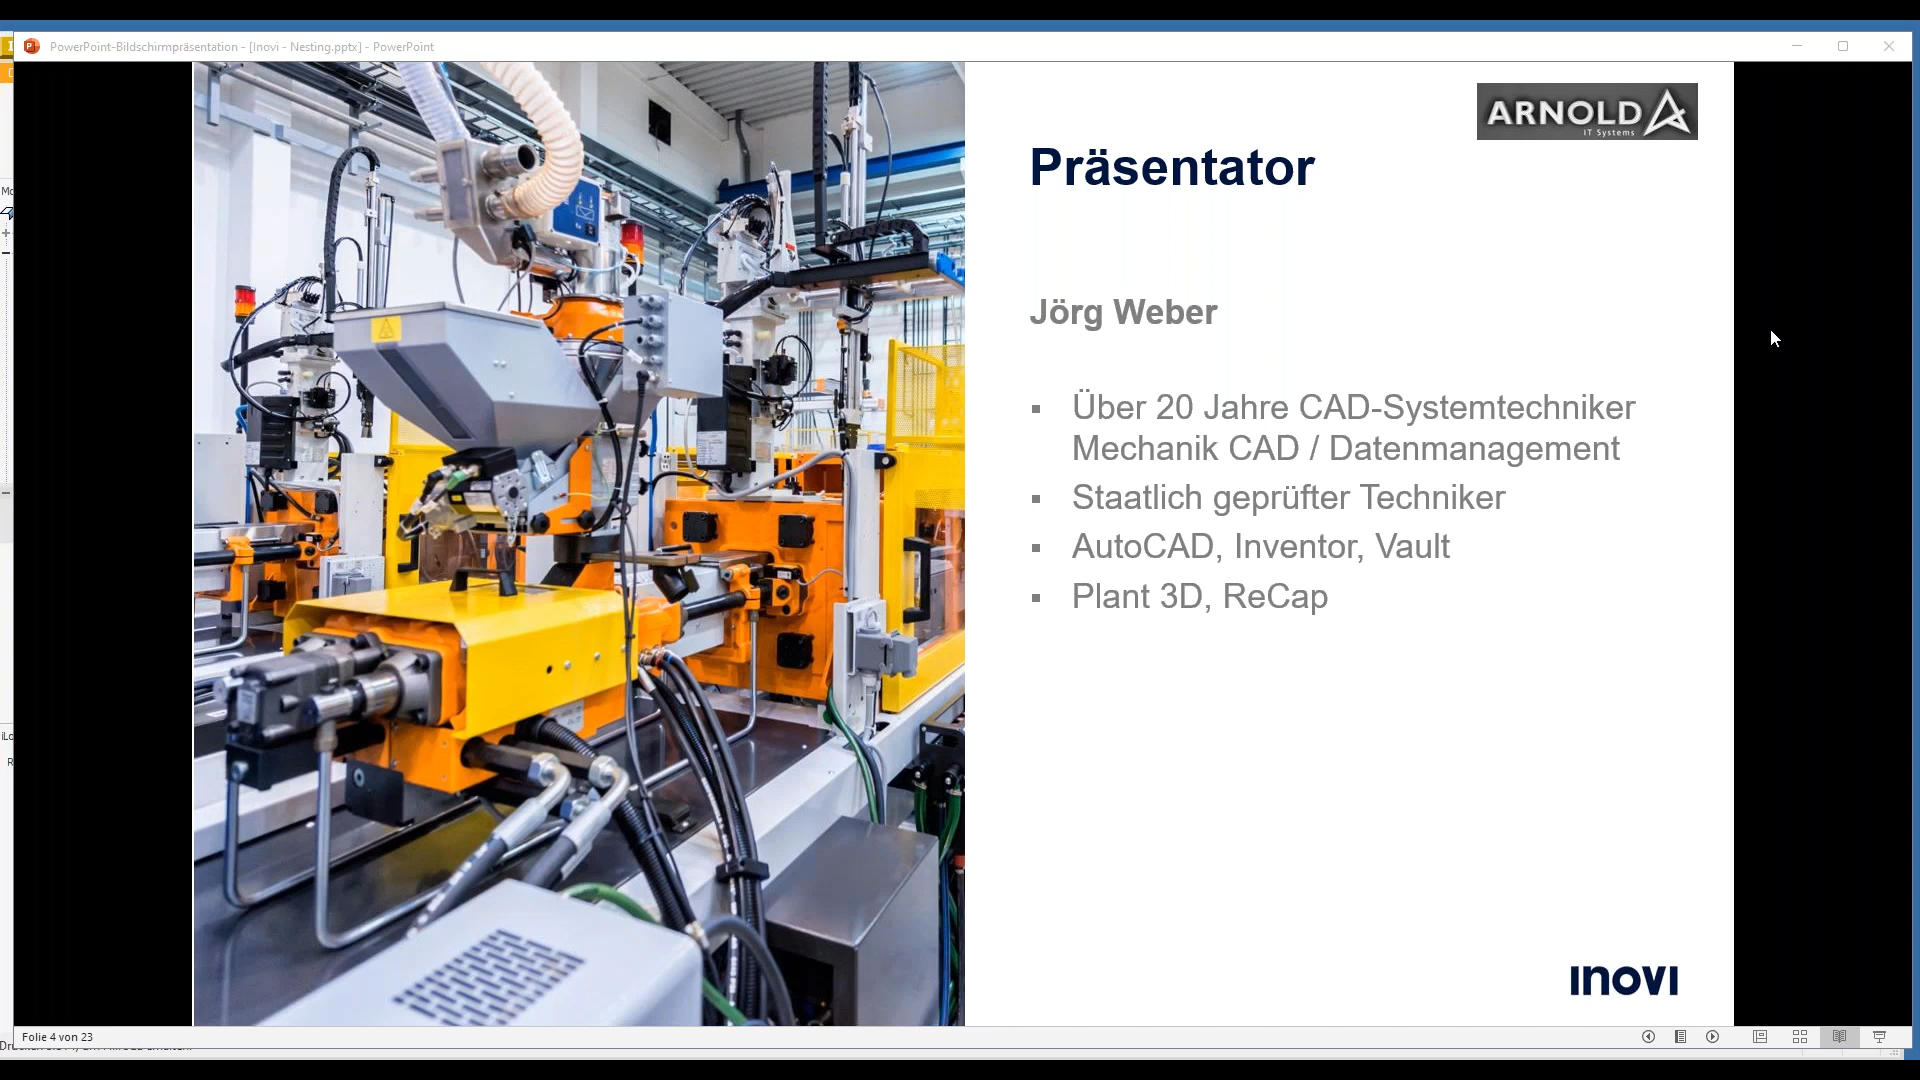 PowerPoint-Bildschirmpräsentation - [Inovi - Nesting.pptx] - PowerPoint
ARNOLD
IT Systems
Präsentator
Jörg Weber
▪ Über 20 Jahre CAD-Systemtechniker
Mechanik CAD / Datenmanagement
▪ Staatlich geprüfter Techniker
▪ AutoCAD, Inventor, Vault
▪ Plant 3D, ReCap
INOVI
Folie 4 von 23